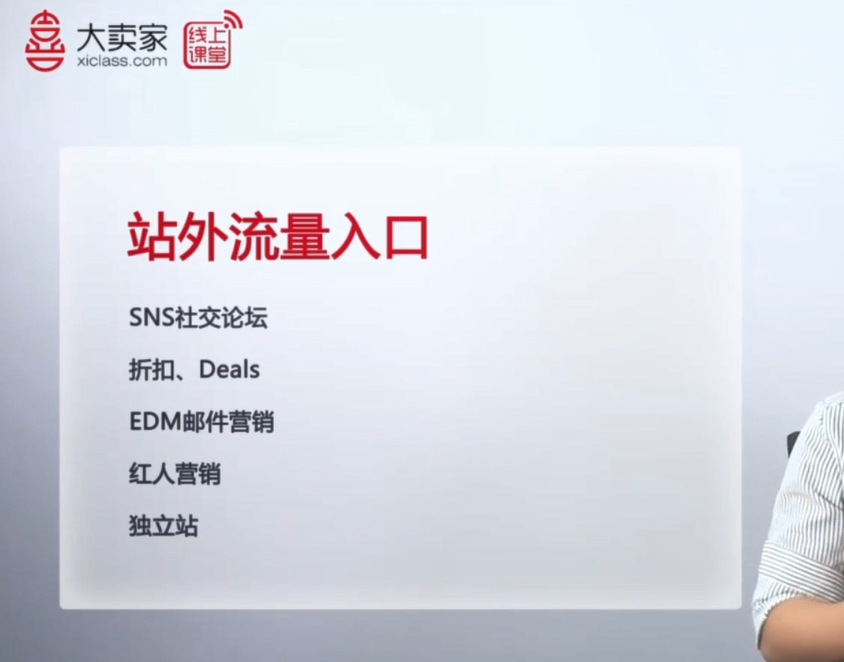 大卖家
xiclass.com
线上
课堂
站外流量入口
SNS社交论坛
折扣、Deals
EDM邮件营销
红人营销
独立站